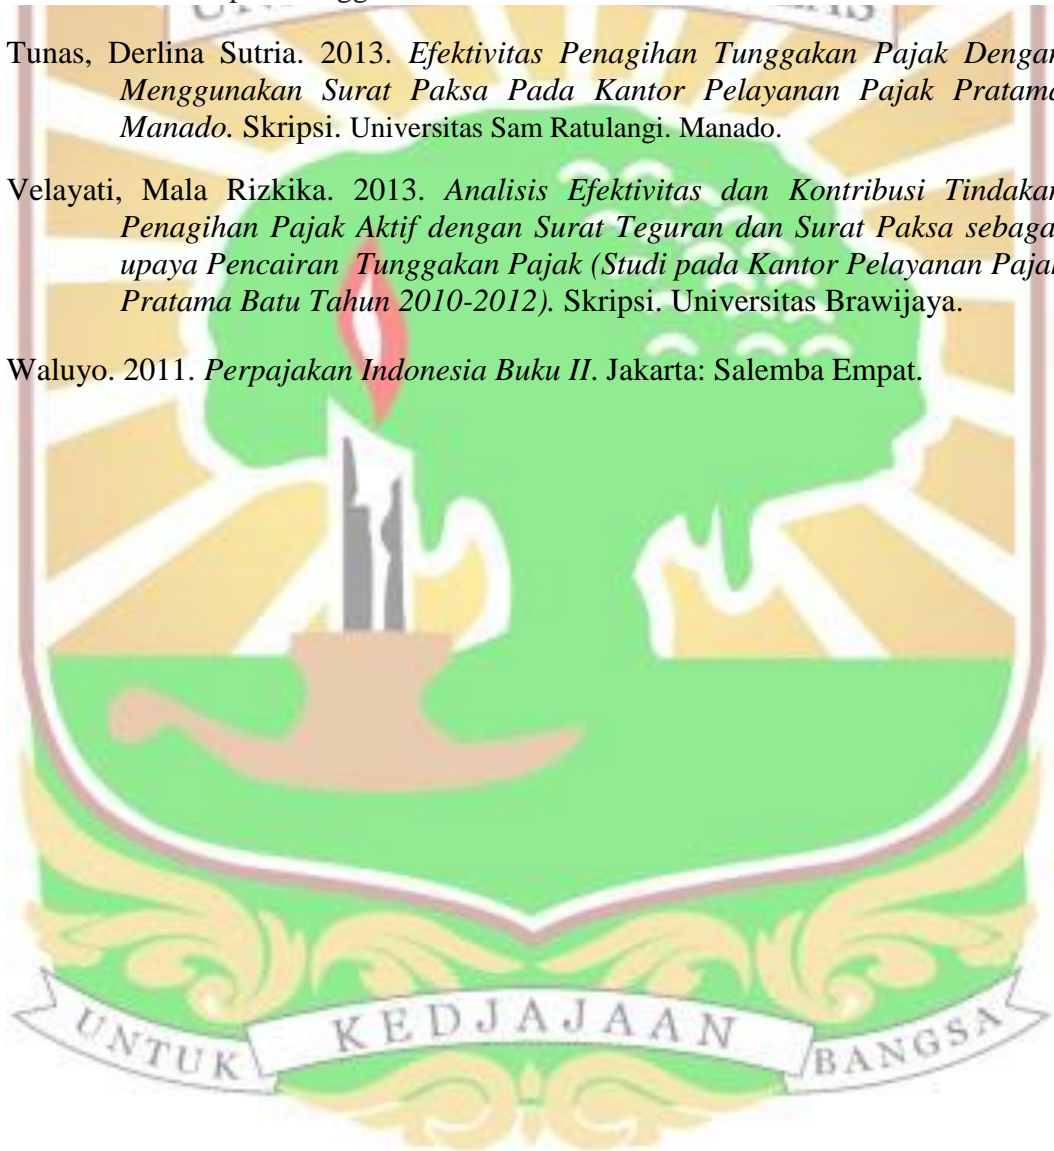 Tunas, Derlina Sutria. 2013. Efektivitas Penagihan Tunggakan Pajak Dengan
Menggunakan Surat Paksa Pada Kantor Pelayanan Pajak Pratama
Manado. Skripsi. Universitas Sam Ratulangi. Manado.
Velayati, Mala Rizkika. 2013. Analisis Efektivitas dan Kontribusi Tindakan
Penagihan Pajak Aktif dengan Surat Teguran dan Surat Paksa sebaga
upaya Pencairan Tunggakan Pajak (Studi pada Kantor Pelayanan Pajak
Pratama Batu Tahun 2010-2012). Skripsi. Universitas Brawijaya.
Waluyo. 2011. Perpajakan Indonesia Buku II. Jakarta: Salemba Empat.
UNTUK KEDJAJAAN BANGSA